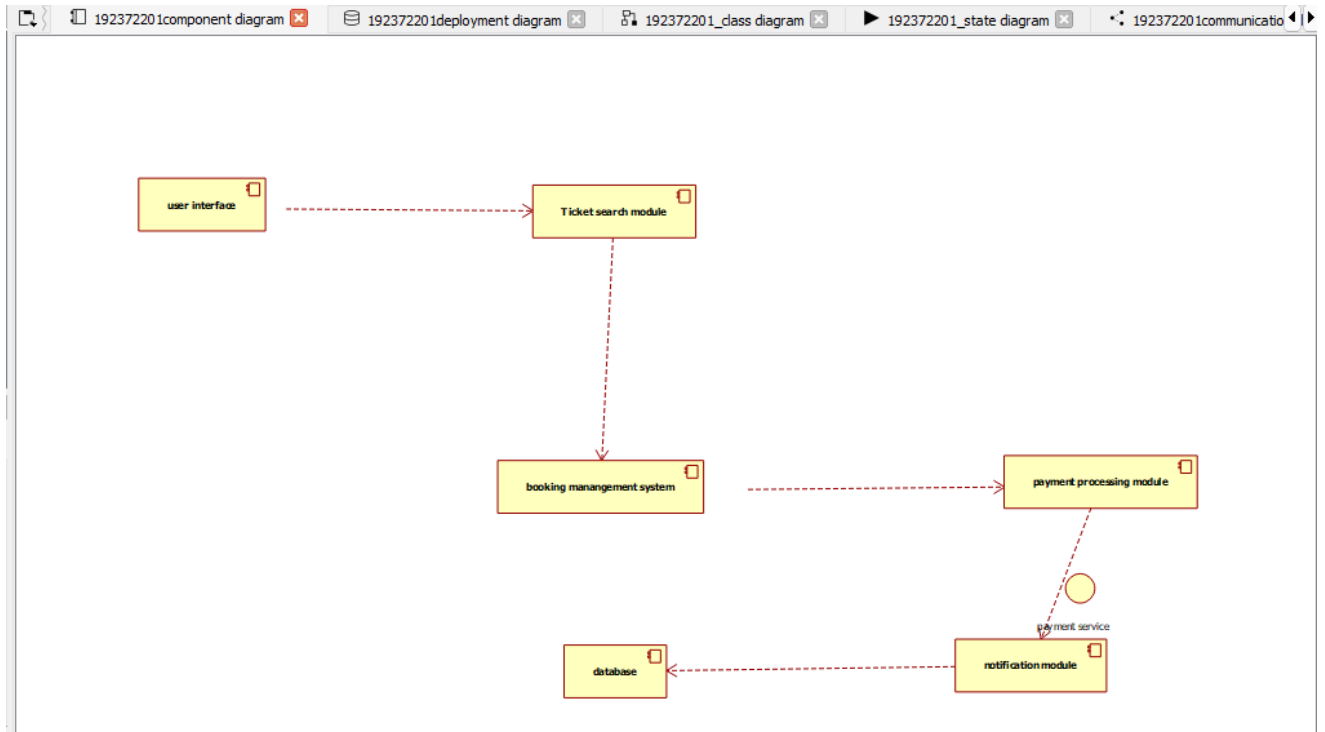 192372201component diagram
192372201deployment diagram
192372201_class diagram
192372201_state diagram
192372201communicatio
user interface
Ticket search module
booking manangement system
payment processing module
payment service
database
notification module